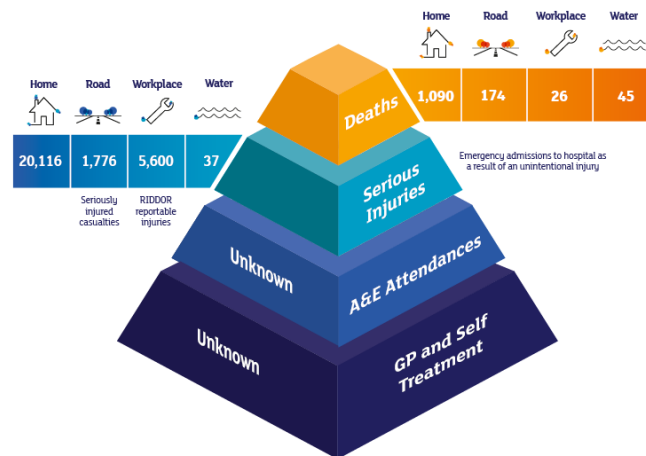 Home Road Workplace Water
1,090 174 26 45
Deaths
Home Road Workplace Water
20,116 1,776 5,600 37
Seriously
injured
casualties
RIDDOR
reportable
injuries
Emergency admissions to hospital as
a result of an unintentional injury
Serious
Injuries
Unknown
A&E Attendances
Unknown
GP and Self
Treatment